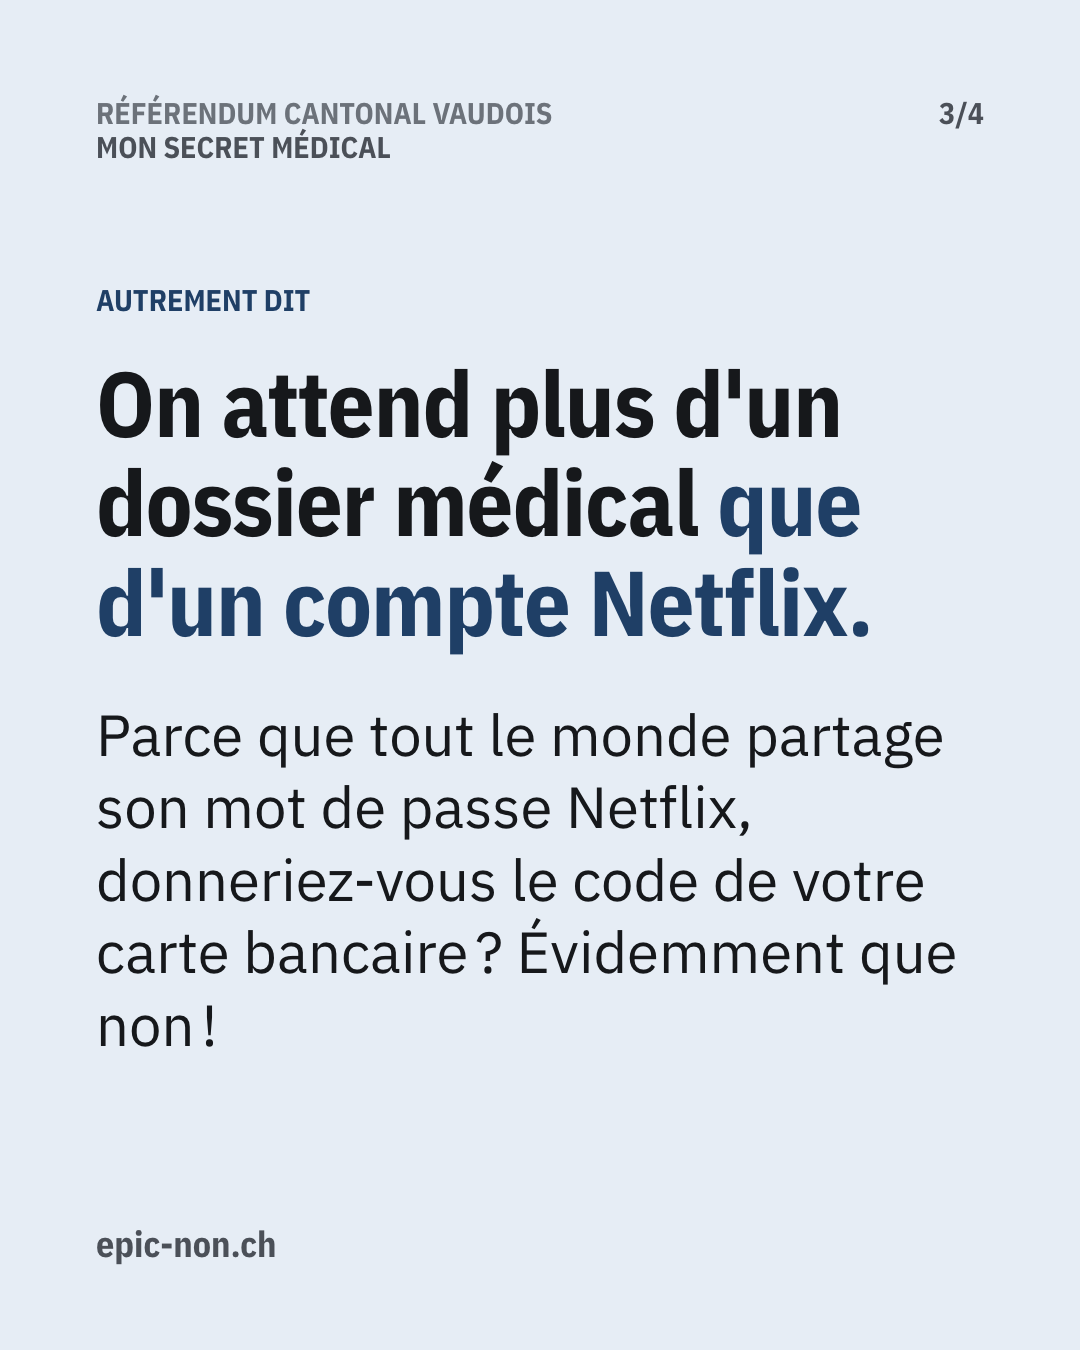 RÉFÉRENDUM CANTONAL VAUDOIS
MON SECRET MÉDICAL
3/4
AUTREMENT DIT
On attend plus d'un
dossier médical que
d'un compte Netflix.
Parce que tout le monde partage
son mot de passe Netflix,
donneriez-vous le code de votre
carte bancaire ? Évidemment que
non !
epic-non.ch